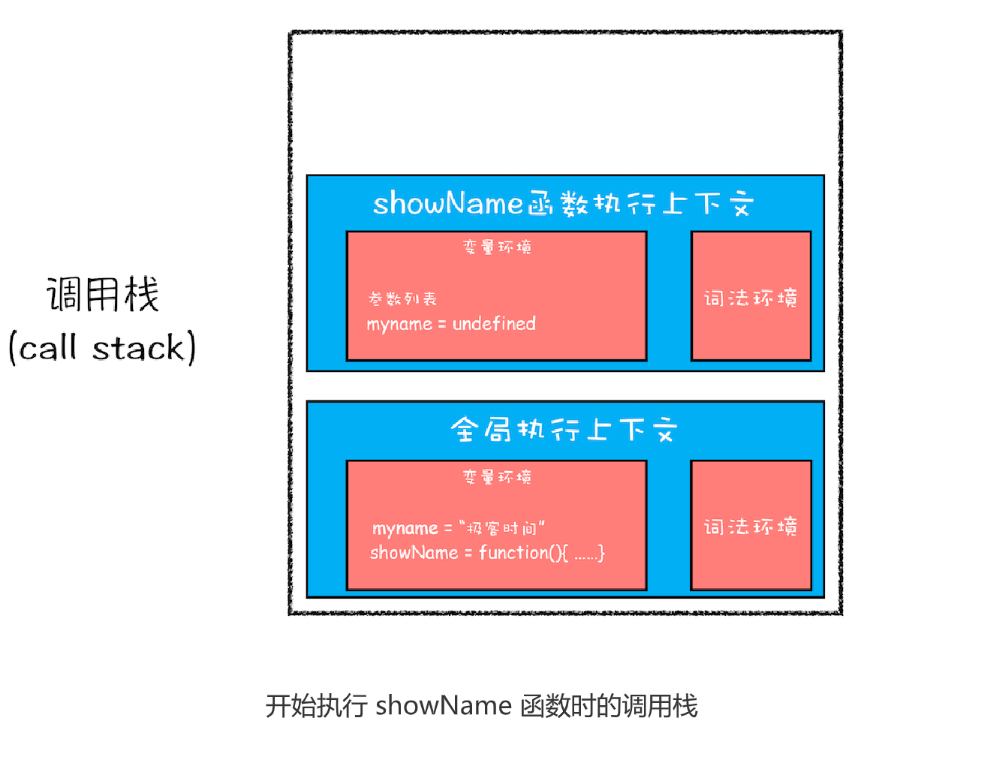 showName函数执行上下文
变量环境
参数列表
myname = undefined
词法环境
调用栈
(call stack)
全局执行上下文
变量环境
myname = “极客时间”
showName = function(){ ......}
词法环境
开始执行 showName 函数时的调用栈